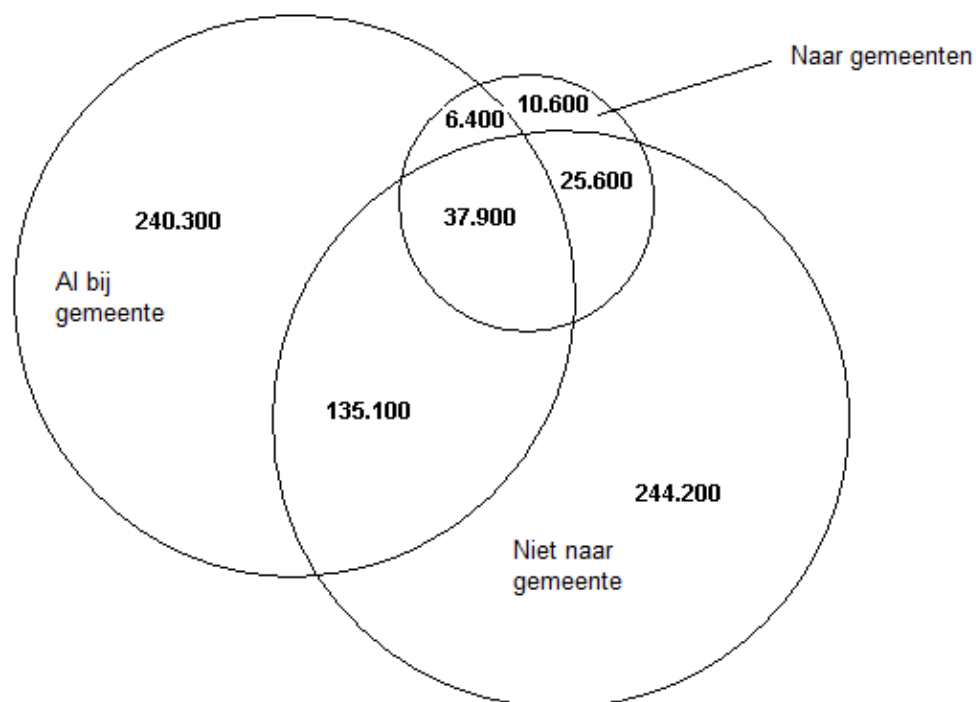 Naar gemeenten
10.600
6.400
25.600
37.900
240.300
Al bij
gemeente
135.100
244.200
Niet naar
gemeente